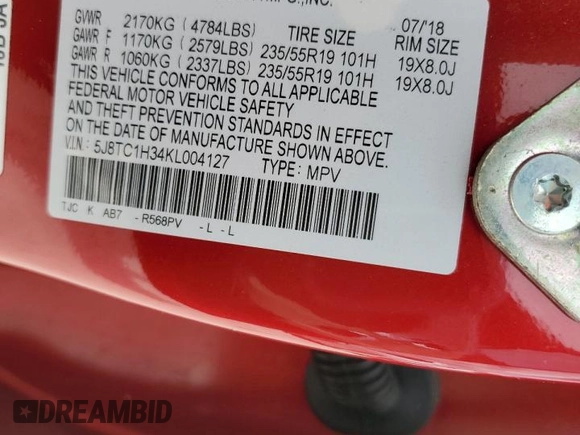 MFG.,INC.
07/'18
GVWR 2170KG (4784LBS) TIRE SIZE RIM SIZE
GAWR F 1170KG (2579LBS) 235/55R19 101H 19X8.0J
GAWR R 1060KG (2337LBS) 235/55R19 101H 19X8.0J
THIS VEHICLE CONFORMS TO ALL APPLICABLE
FEDERAL MOTOR VEHICLE SAFETY
AND THEFT PREVENTION STANDARDS IN EFFECT
ON THE DATE OF MANUFACTURE SHOWN ABOVE.
V.I.N.: 5J8TC1H34KL004127 TYPE: MPV
TJC K AB7 -R568PV -L -L
DREAMBID